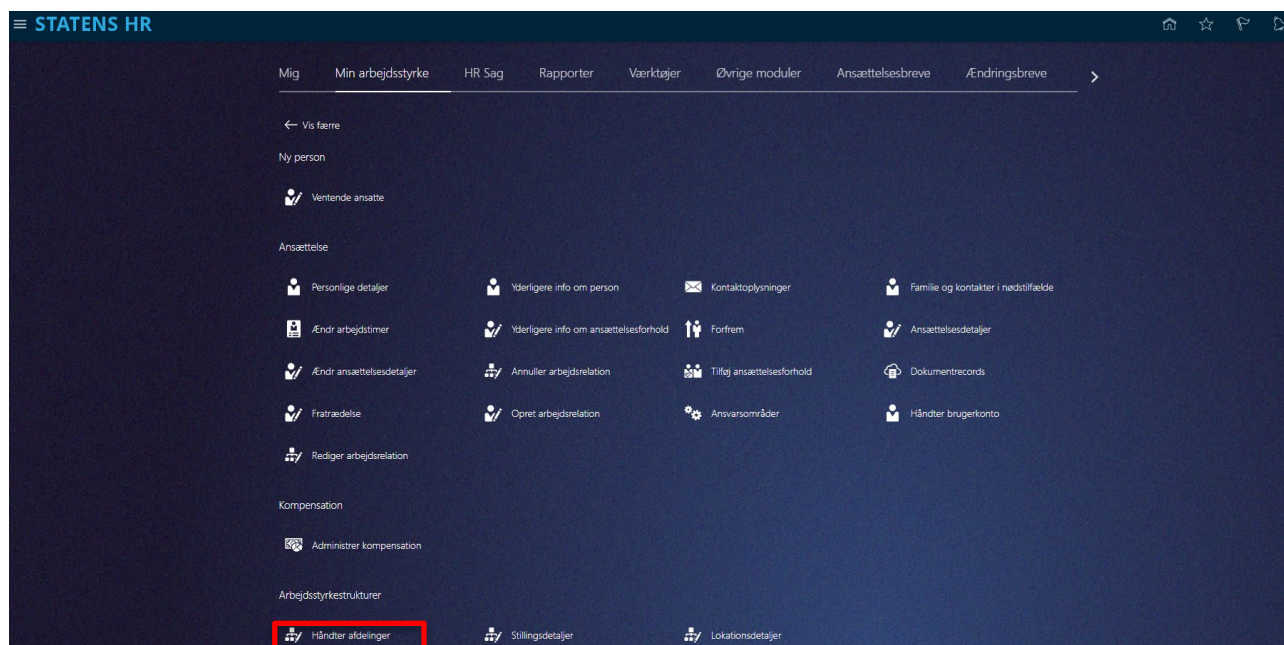 STATENS HR
Mig Min arbejdsstyrke HR Sag Rapporter Værktøjer Øvrige moduler Ansættelsesbreve Ændringsbreve
Vis færre
Ny person
Ventende ansatte
Ansættelse
Personlige detaljer Yderligere info om person Kontaktoplysninger Familie og kontakter i nødstilfælde
Ændr arbejdstimer Yderligere info om ansættelsesforhold Forfrem Ansættelsesdetaljer
Ændr ansættelsesdetaljer Annuller arbejdsrelation Tilføj ansættelsesforhold Dokumentrecords
Fratrædelse Opret arbejdsrelation Ansvarsområder Håndter brugerkonto
Rediger arbejdsrelation
Kompensation
Administrer kompensation
Arbejdsstyrkestrukturer
Håndter afdelinger Stillingsdetaljer Lokationsdetaljer